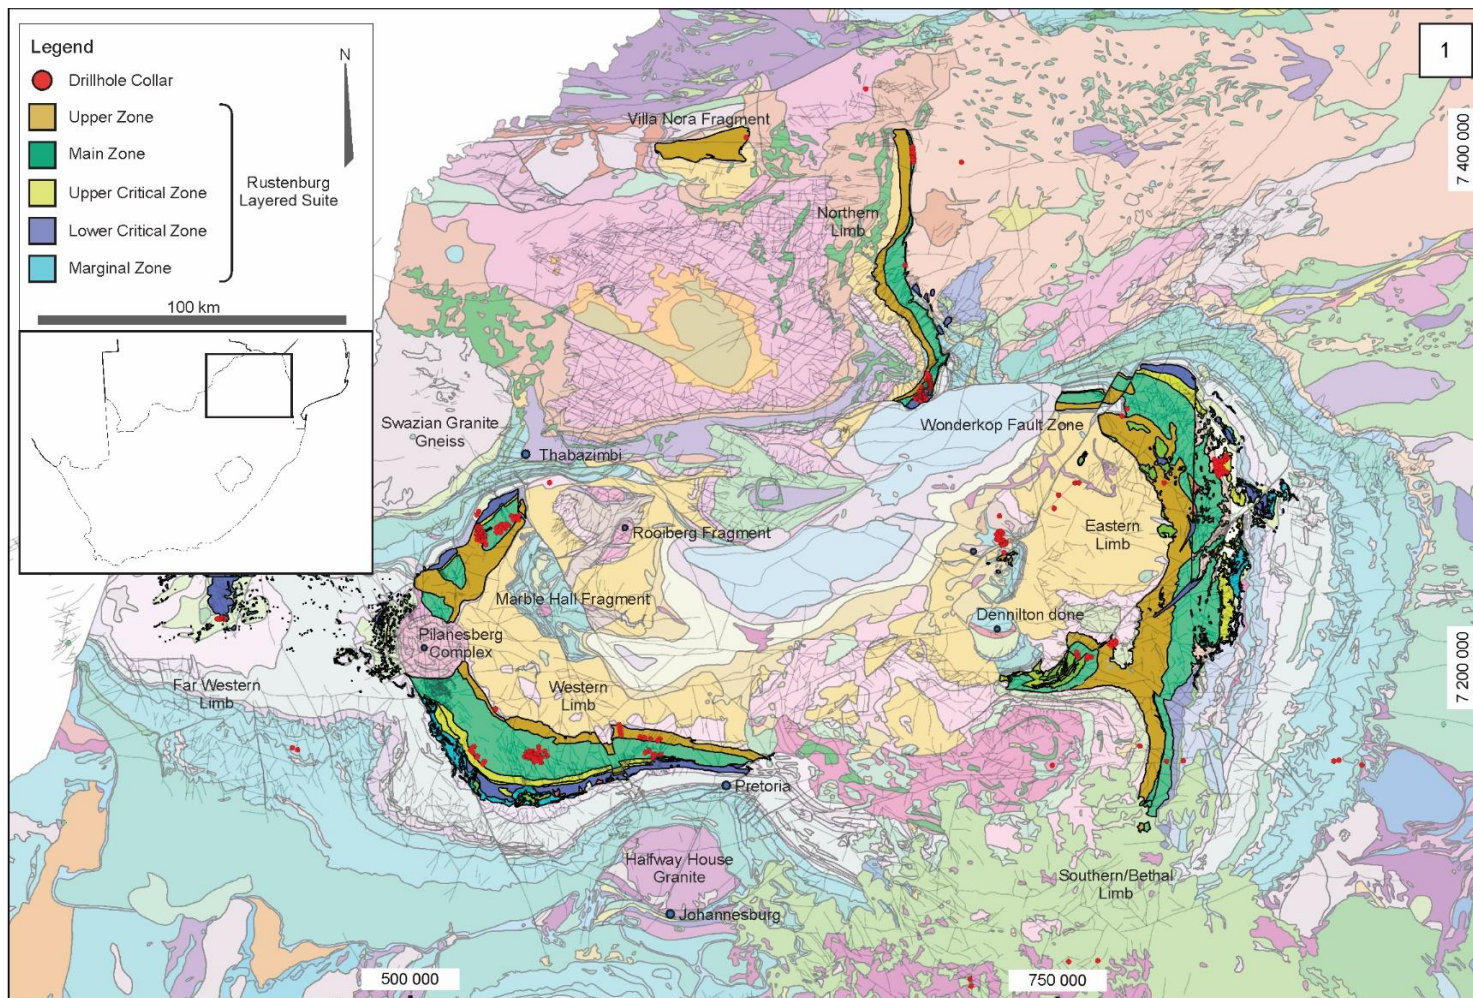 Legend
N
Drillhole Collar
Upper Zone
Main Zone
Upper Critical Zone
Lower Critical Zone
Marginal Zone
Rustenburg
Layered Suite
100 km
1
7 400 000
7 200 000
Villa Nora Fragment
Northern
Limb
Swazian Granite
Gneiss
Wonderkop Fault Zone
Thabazimbi
Rooiberg Fragment
Eastern
Limb
Marble Hall Fragment
Dennilton done
Pilanesberg
Complex
Far Western
Limb
Western
Limb
Pretoria
Halfway House
Granite
Southern/Bethal
Limb
Johannesburg
500 000
750 000